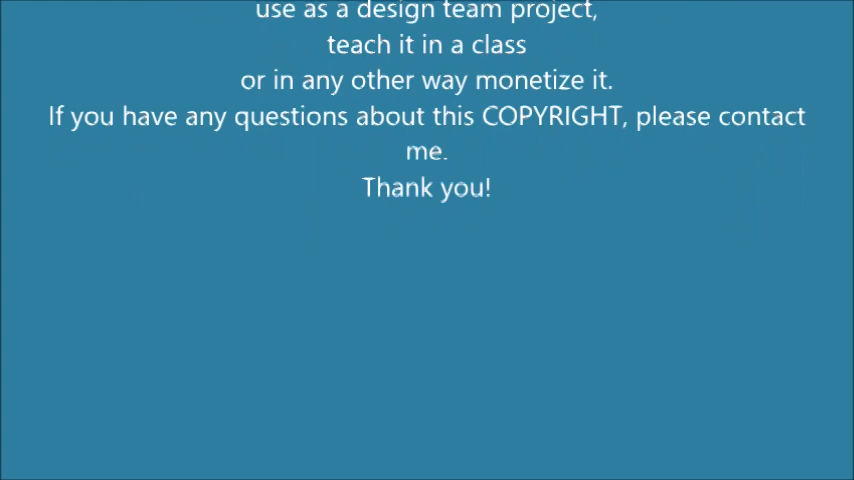 use as a design team project,
teach it in a class
or in any other way monetize it.
If you have any questions about this COPYRIGHT, please contact
me.
Thank you!